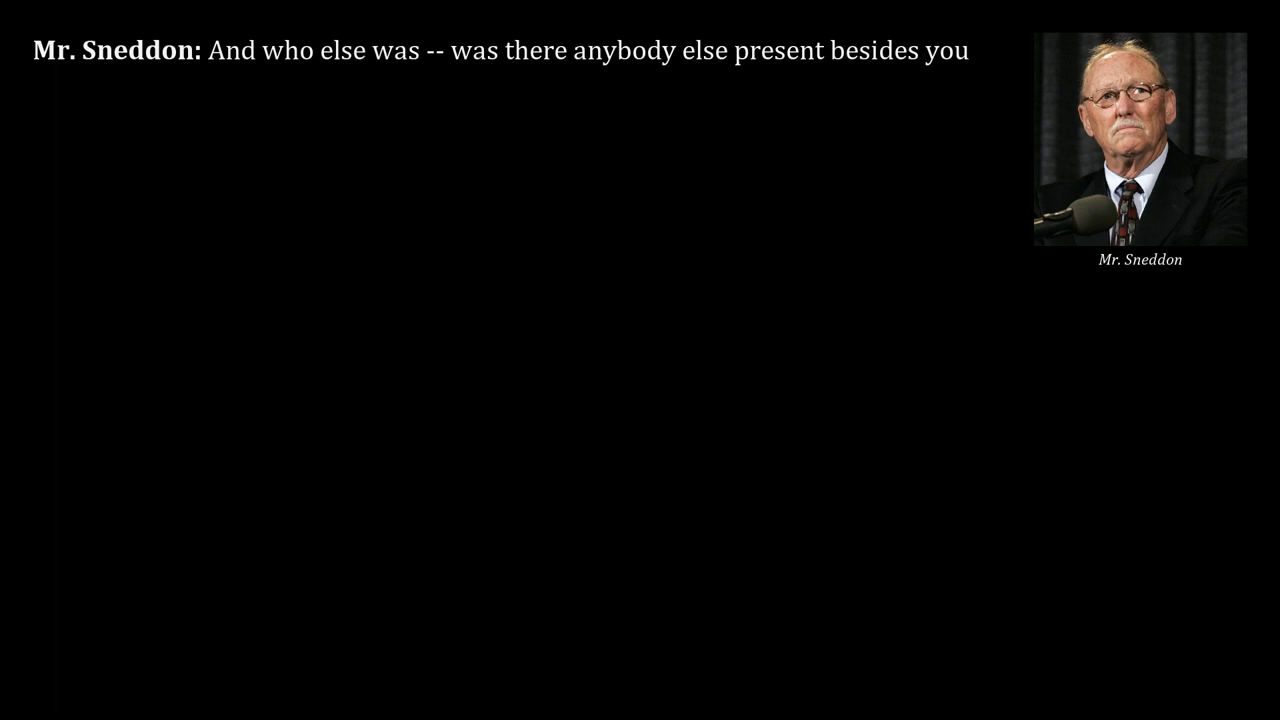 Mr. Sneddon: And who else was -- was there anybody else present besides you
Mr. Sneddon